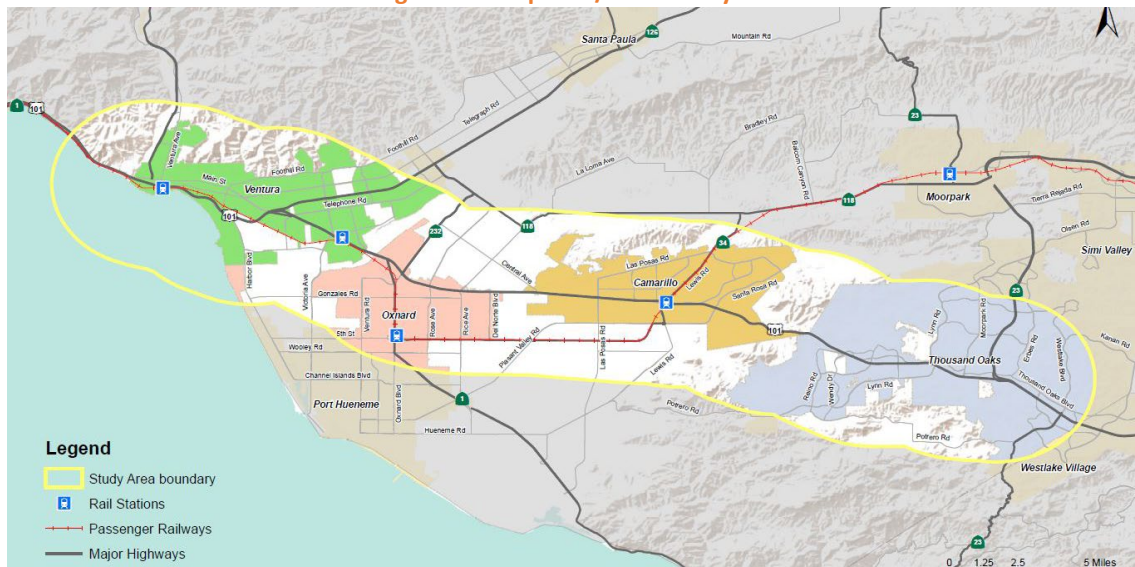 Santa Paula
126
Mountain Rd
1
101
Ventura Ave
Telegraph Rd
Foothill Rd
23
Bradley Rd
Balcom Canyon Rd
La Loma Ave
Main St
Foothill Rd
Ventura
Telephone Rd
101
118
Moorpark
Tierra Rejada Rd
Olsen Rd
Simi Valley
232
118
34
Harbor Blvd
Victoria Ave
Central Ave
Las Posas Rd
Camarillo
Lewis Rd
Santa Rosa Rd
23
Gonzales Rd
Ventura Rd
Oxnard
Rose Ave
Rice Ave
Del Norte Blvd
5th St
101
Lynn Rd
Moorpark Rd
Erbes Rd
Westlake Blvd
Kanan Rd
Wooley Rd
Pleasant Valley Rd
Las Posas Rd
Lewis Rd
Thousand Oaks
Channel Islands Blvd
Reino Rd
Wendy Dr
Lynn Rd
Thousand Oaks Blvd
Port Hueneme
Oxnard Blvd
1
Potrero Rd
Hueneme Rd
Potrero Rd
Westlake Village
Legend
Study Area boundary
Rail Stations
Passenger Railways
Major Highways
23
0 1.25 2.5 5 Miles